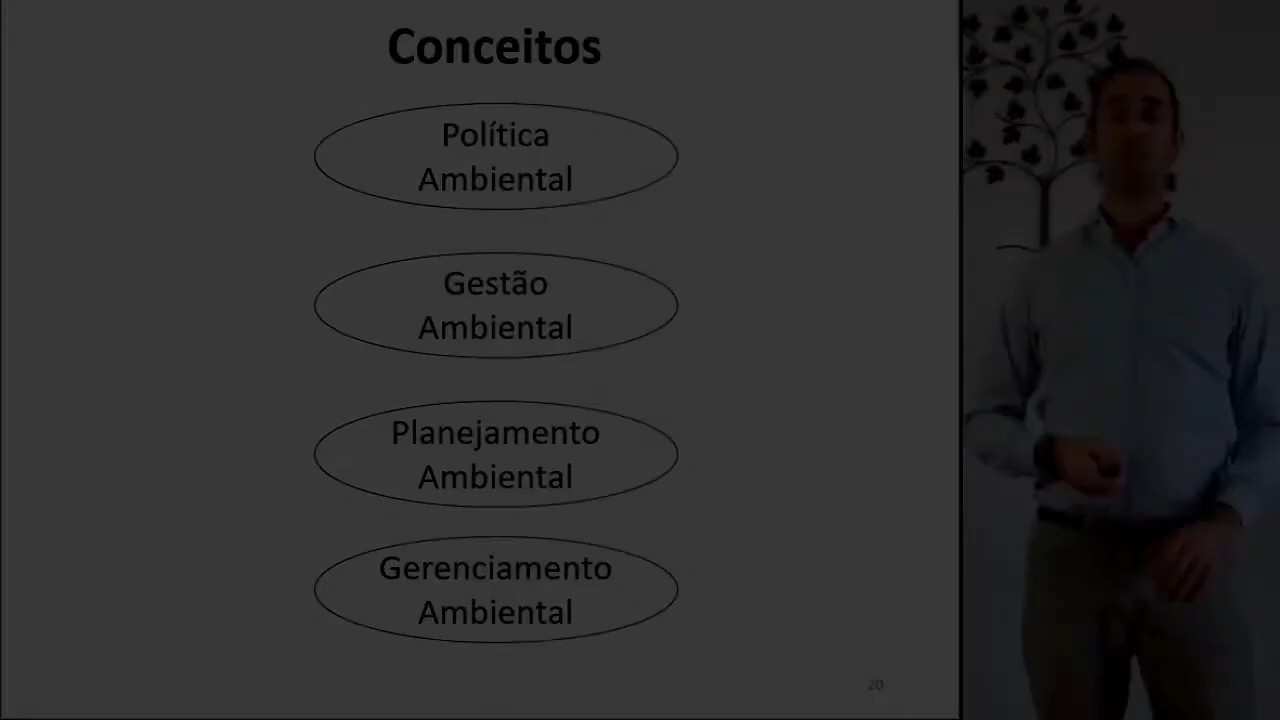 Conceitos
Política
Ambiental
Gestão
Ambiental
Planejamento
Ambiental
Gerenciamento
Ambiental
20